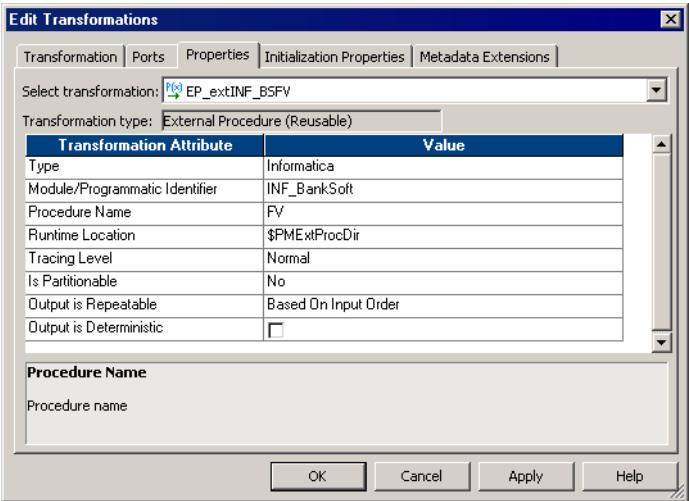 Edit Transformations
Transformation Ports Properties Initialization Properties Metadata Extensions
Select transformation: P(x) EP_extINF_BSFV
Transformation type: External Procedure (Reusable)
Transformation Attribute Value
Type Informatica
Module/Programmatic Identifier INF_BankSoft
Procedure Name FV
Runtime Location $PMExtProcDir
Tracing Level Normal
Is Partitionable No
Output is Repeatable Based On Input Order
Output is Deterministic
Procedure Name
Procedure name
OK Cancel Apply Help